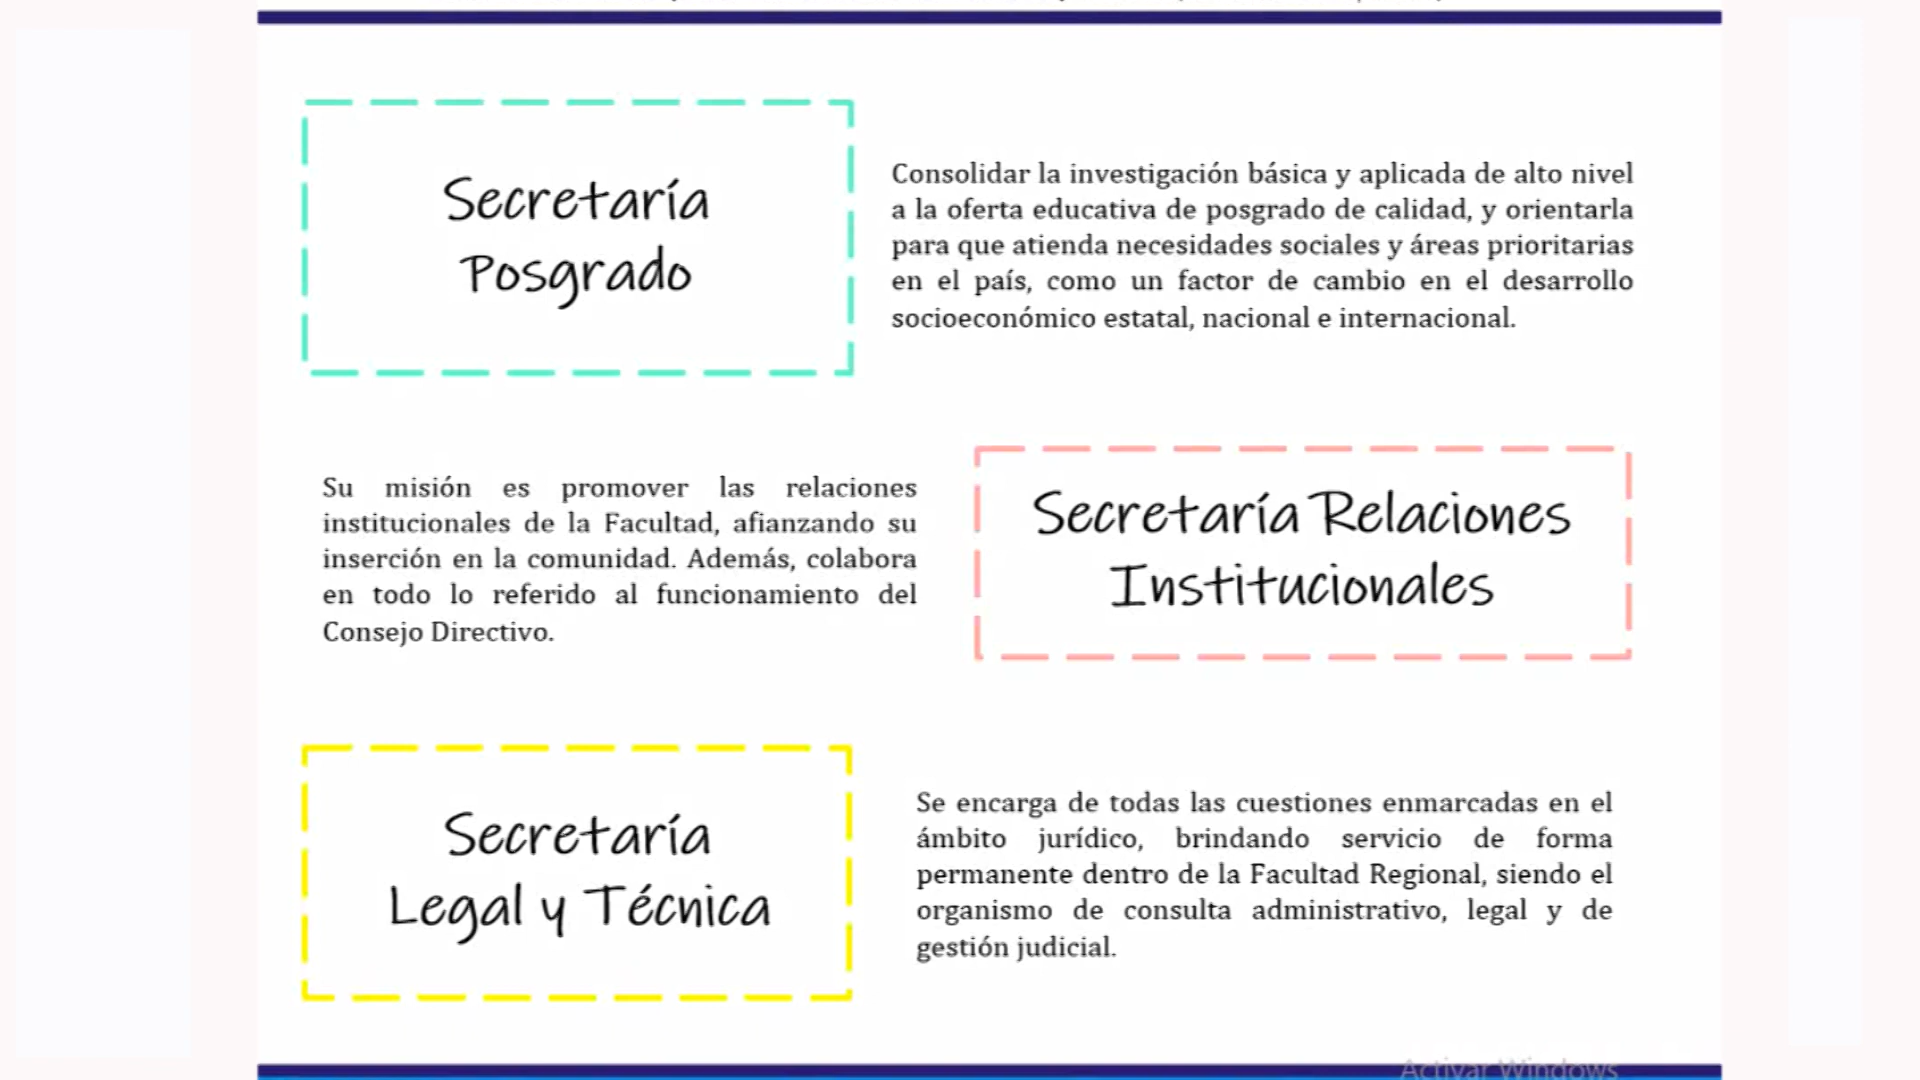 Secretaría
Posgrado
Consolidar la investigación básica y aplicada de alto nivel
a la oferta educativa de posgrado de calidad, y orientarla
para que atienda necesidades sociales y áreas prioritarias
en el país, como un factor de cambio en el desarrollo
socioeconómico estatal, nacional e internacional.
Su misión es promover las relaciones
institucionales de la Facultad, afianzando su
inserción en la comunidad. Además, colabora
en todo lo referido al funcionamiento del
Consejo Directivo.
Secretaría Relaciones
Institucionales
Secretaría
Legal y Técnica
Se encarga de todas las cuestiones enmarcadas en el
ámbito jurídico, brindando servicio de forma
permanente dentro de la Facultad Regional, siendo el
organismo de consulta administrativo, legal y de
gestión judicial.
Activar Windows